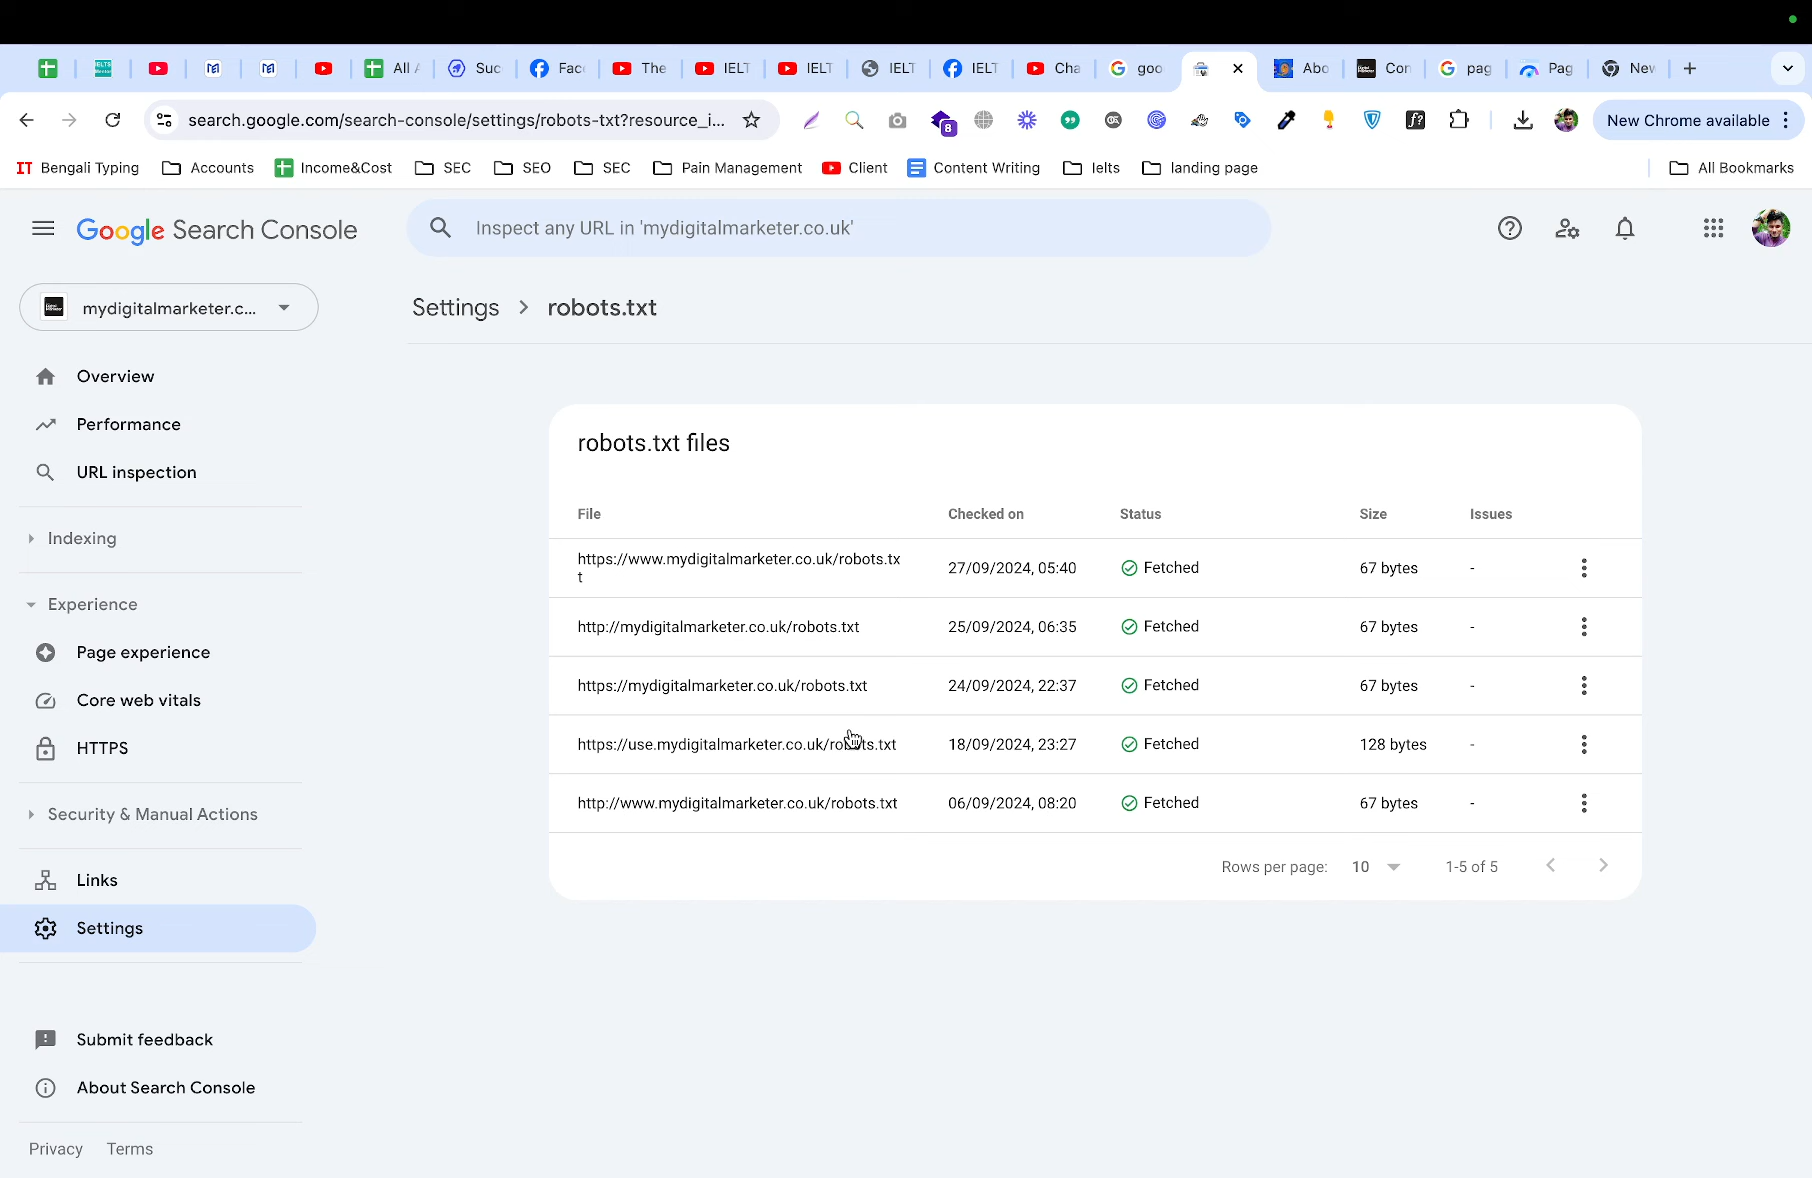 All
Suc
Fac
The
IELT
IELT
IELT
IELT
Cha
goo
Abo
Con
pag
Pag
New
search.google.com/search-console/settings/robots-txt?resource_i...
8
New Chrome available
IT Bengali Typing
Accounts
Income&Cost
SEC
SEO
SEC
Pain Management
Client
Content Writing
Ielts
landing page
All Bookmarks
Google Search Console
Inspect any URL in 'mydigitalmarketer.co.uk'
mydigitalmarketer.c...
Settings > robots.txt
Overview
Performance
URL inspection
Indexing
Experience
Page experience
Core web vitals
HTTPS
Security & Manual Actions
Links
Settings
Submit feedback
About Search Console
Privacy Terms
robots.txt files
File Checked on Status Size Issues
https://www.mydigitalmarketer.co.uk/robots.tx
t
27/09/2024, 05:40 Fetched 67 bytes -
http://mydigitalmarketer.co.uk/robots.txt 25/09/2024, 06:35 Fetched 67 bytes -
https://mydigitalmarketer.co.uk/robots.txt 24/09/2024, 22:37 Fetched 67 bytes -
https://use.mydigitalmarketer.co.uk/robots.txt 18/09/2024, 23:27 Fetched 128 bytes -
http://www.mydigitalmarketer.co.uk/robots.txt 06/09/2024, 08:20 Fetched 67 bytes -
Rows per page: 10 1-5 of 5